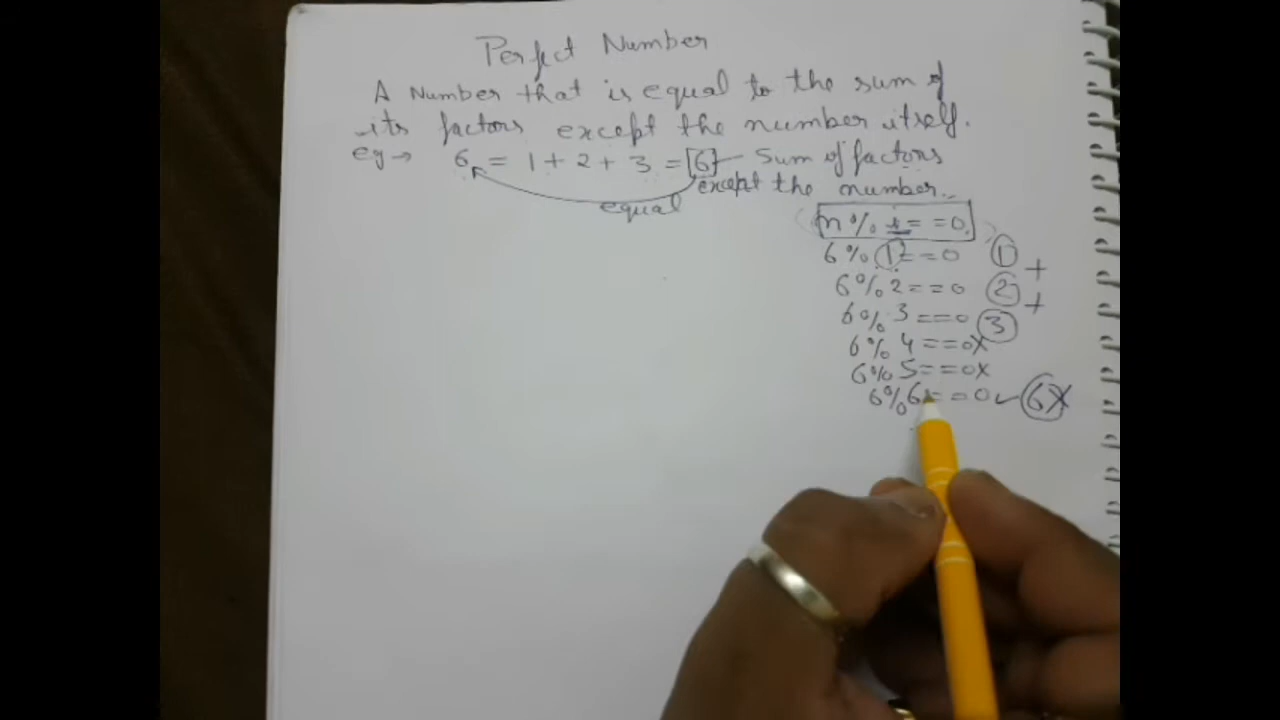 Perfect Number
A Number that is equal to the sum of
its factors except the number itself.
eg → 6 = 1 + 2 + 3 = [6] — Sum of factors
except the number.
equal
n % == 0
6 % 1 == 0 1 +
6 % 2 == 0 2 +
6 % 3 == 0 3
6 % 4 == 0 X
6 % 5 == 0 X
6 % 6 == 0 ✓ 6 X